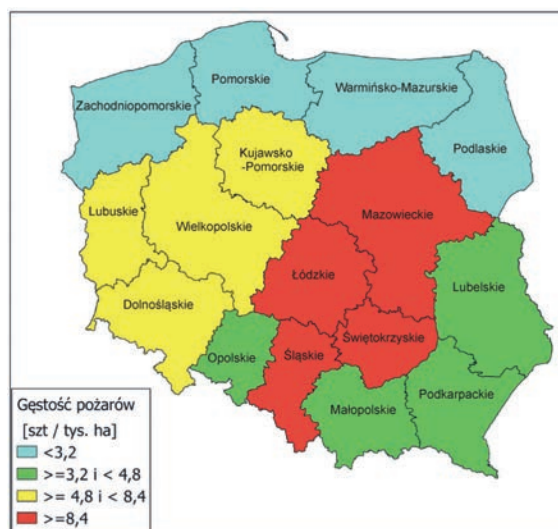 Pomorskie
Zachodniopomorskie
Warmińsko-Mazurskie
Podlaskie
Kujawsko
-Pomorskie
Lubuskie
Wielkopolskie
Mazowieckie
Łódzkie
Lubelskie
Dolnośląskie
Opolskie
Śląskie
Świętokrzyskie
Małopolskie
Podkarpackie
Gęstość pożarów
[szt / tys. ha]
<3,2
>=3,2 i < 4,8
>= 4,8 i < 8,4
>=8,4